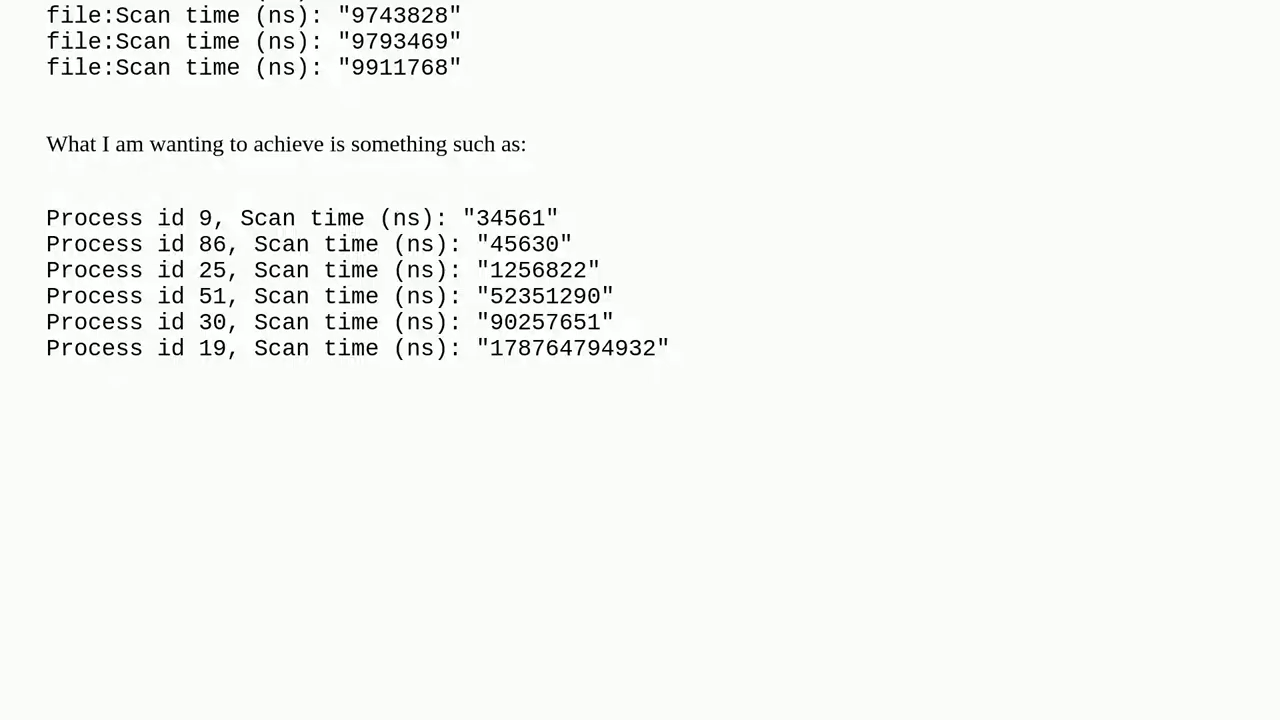 file:Scan time (ns): "9743828"
file:Scan time (ns): "9793469"
file:Scan time (ns): "9911768"
What I am wanting to achieve is something such as:
Process id 9, Scan time (ns): "34561"
Process id 86, Scan time (ns): "45630"
Process id 25, Scan time (ns): "1256822"
Process id 51, Scan time (ns): "52351290"
Process id 30, Scan time (ns): "90257651"
Process id 19, Scan time (ns): "178764794932"